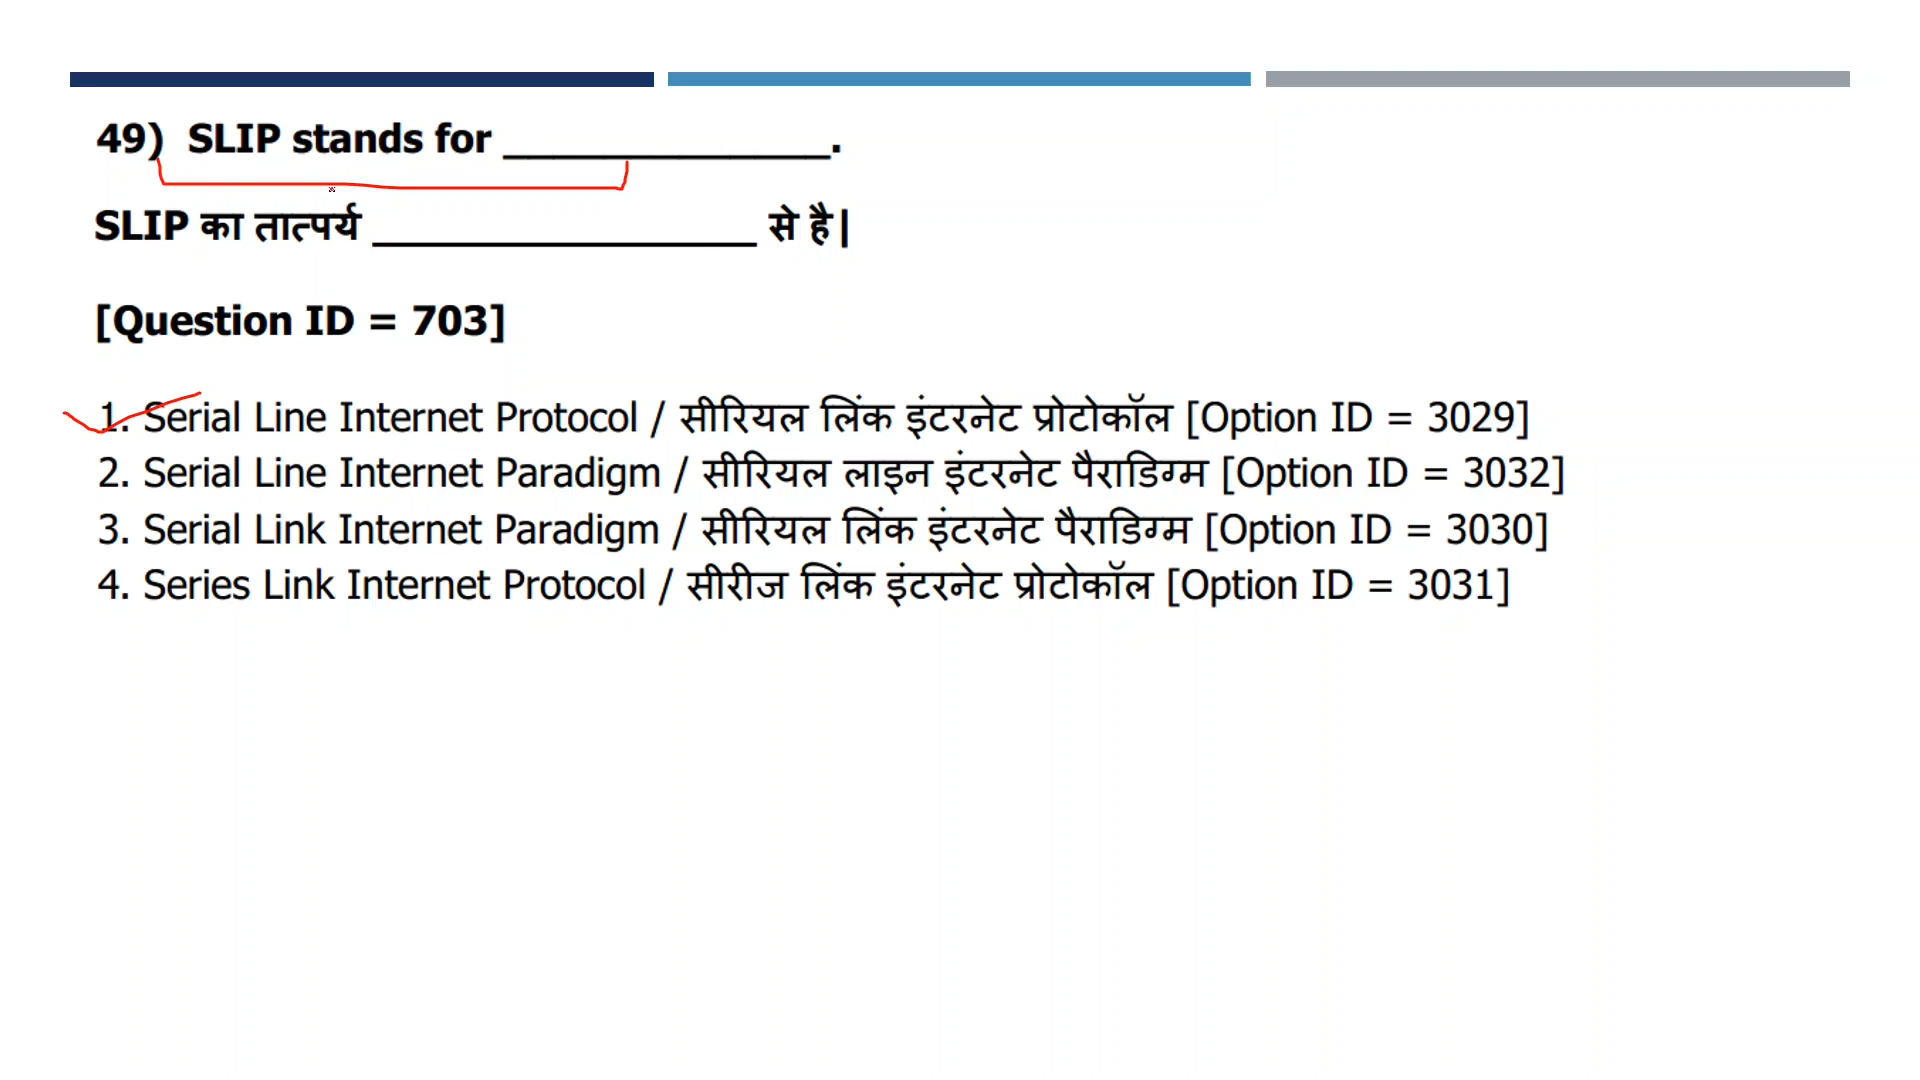 49) SLIP stands for _______________.
SLIP का तात्पर्य __________________ से है|
[Question ID = 703]
1. Serial Line Internet Protocol / सीरियल लिंक इंटरनेट प्रोटोकॉल [Option ID = 3029]
2. Serial Line Internet Paradigm / सीरियल लाइन इंटरनेट पैराडिग्म [Option ID = 3032]
3. Serial Link Internet Paradigm / सीरियल लिंक इंटरनेट पैराडिग्म [Option ID = 3030]
4. Series Link Internet Protocol / सीरीज लिंक इंटरनेट प्रोटोकॉल [Option ID = 3031]